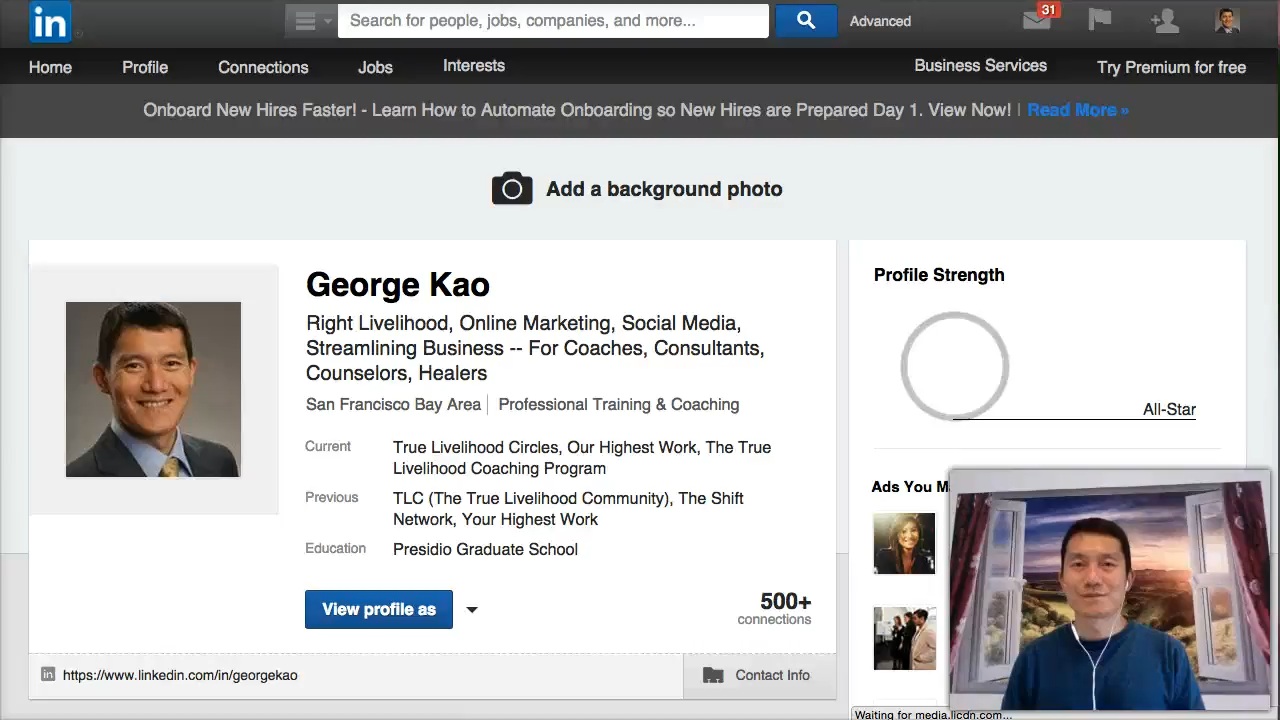 in
Search for people, jobs, companies, and more...
Advanced
31
Home
Profile
Connections
Jobs
Interests
Business Services
Try Premium for free
Onboard New Hires Faster! - Learn How to Automate Onboarding so New Hires are Prepared Day 1. View Now! | Read More »
Add a background photo
George Kao
Right Livelihood, Online Marketing, Social Media,
Streamlining Business -- For Coaches, Consultants,
Counselors, Healers
San Francisco Bay Area | Professional Training & Coaching
Current
True Livelihood Circles, Our Highest Work, The True
Livelihood Coaching Program
Previous
TLC (The True Livelihood Community), The Shift
Network, Your Highest Work
Education
Presidio Graduate School
View profile as
500+
connections
in https://www.linkedin.com/in/georgekao
Contact Info
Profile Strength
All-Star
Ads You M
Waiting for media.licdn.com...